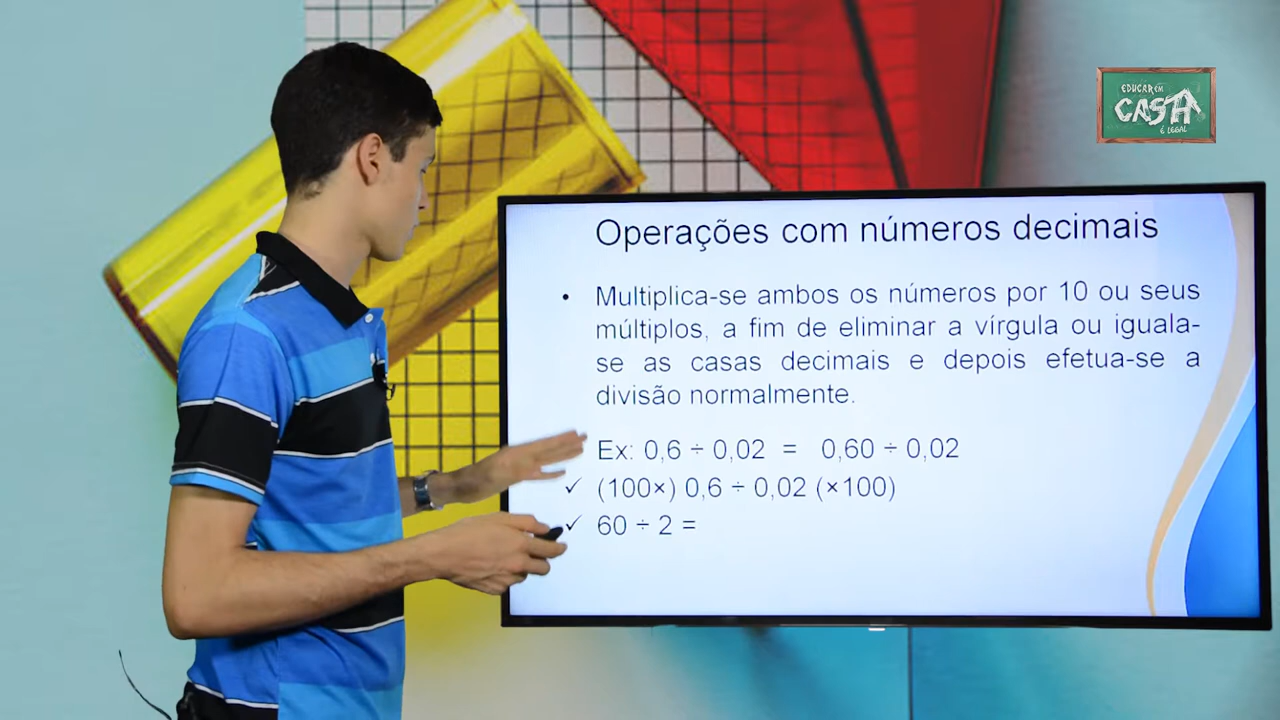 EDUCAR EM
CASA
É LEGAL
Operações com números decimais
• Multiplica-se ambos os números por 10 ou seus
múltiplos, a fim de eliminar a vírgula ou iguala-
se as casas decimais e depois efetua-se a
divisão normalmente.
Ex: 0,6 ÷ 0,02 = 0,60 ÷ 0,02
✓ (100×) 0,6 ÷ 0,02 (×100)
✓ 60 ÷ 2 =